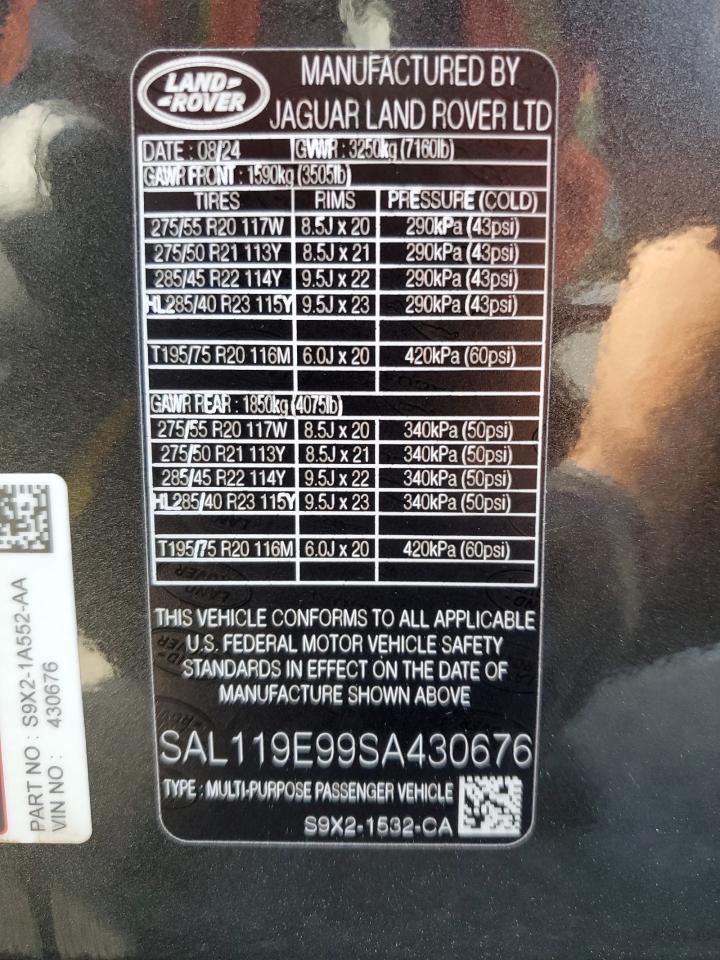 LAND-
-ROVER
MANUFACTURED BY
JAGUAR LAND ROVER LTD
DATE : 08/24 GVWR : 3250kg (7160lb)
GAWR FRONT : 1590kg (3505lb)
TIRES RIMS PRESSURE (COLD)
275/55 R20 117W 8.5J x 20 290kPa (43psi)
275/50 R21 113Y 8.5J x 21 290kPa (43psi)
285/45 R22 114Y 9.5J x 22 290kPa (43psi)
HL285/40 R23 115Y 9.5J x 23 290kPa (43psi)
T195/75 R20 116M 6.0J x 20 420kPa (60psi)
GAWR REAR : 1850kg (4075lb)
275/55 R20 117W 8.5J x 20 340kPa (50psi)
275/50 R21 113Y 8.5J x 21 340kPa (50psi)
285/45 R22 114Y 9.5J x 22 340kPa (50psi)
HL285/40 R23 115Y 9.5J x 23 340kPa (50psi)
T195/75 R20 116M 6.0J x 20 420kPa (60psi)
THIS VEHICLE CONFORMS TO ALL APPLICABLE
U.S. FEDERAL MOTOR VEHICLE SAFETY
STANDARDS IN EFFECT ON THE DATE OF
MANUFACTURE SHOWN ABOVE
SAL119E99SA430676
TYPE : MULTI-PURPOSE PASSENGER VEHICLE
S9X2-1532-CA
PART NO : S9X2-1A552-AA
VIN NO : 430676